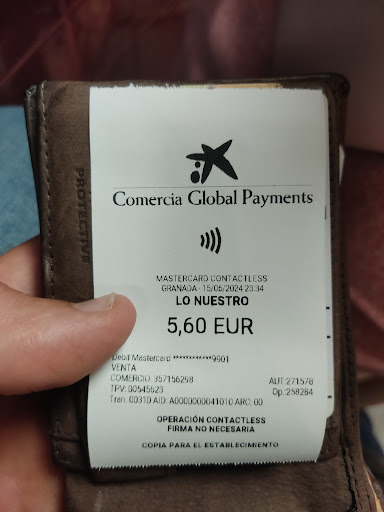 Comercia Global Payments
MASTERCARD CONTACTLESS
GRANADA - 15/06/2024 23:34
LO NUESTRO
5,60 EUR
Debit Mastercard ************9901
VENTA
COMERCIO: 357156298
TPV: 00545623 AUT:271578
Tran. 00310 AID: A0000000041010 ARC: 00 Op.:258284
OPERACIÓN CONTACTLESS
FIRMA NO NECESARIA
COPIA PARA EL ESTABLECIMIENTO
PROTECTIVE